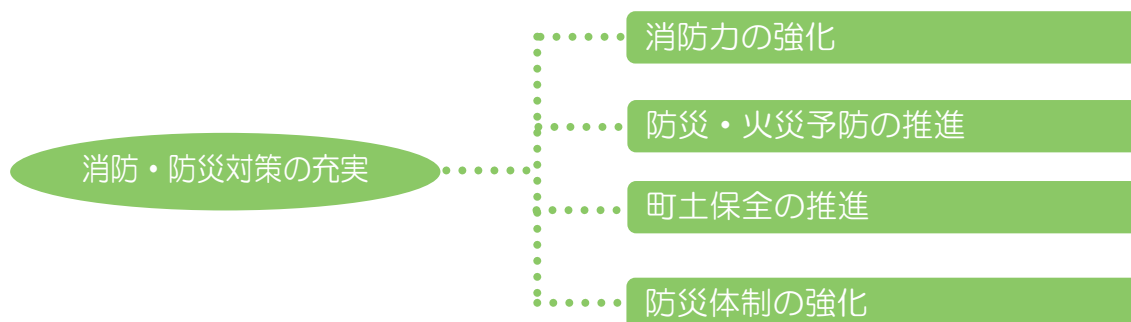 消防・防災対策の充実
消防力の強化
防災・火災予防の推進
町土保全の推進
防災体制の強化